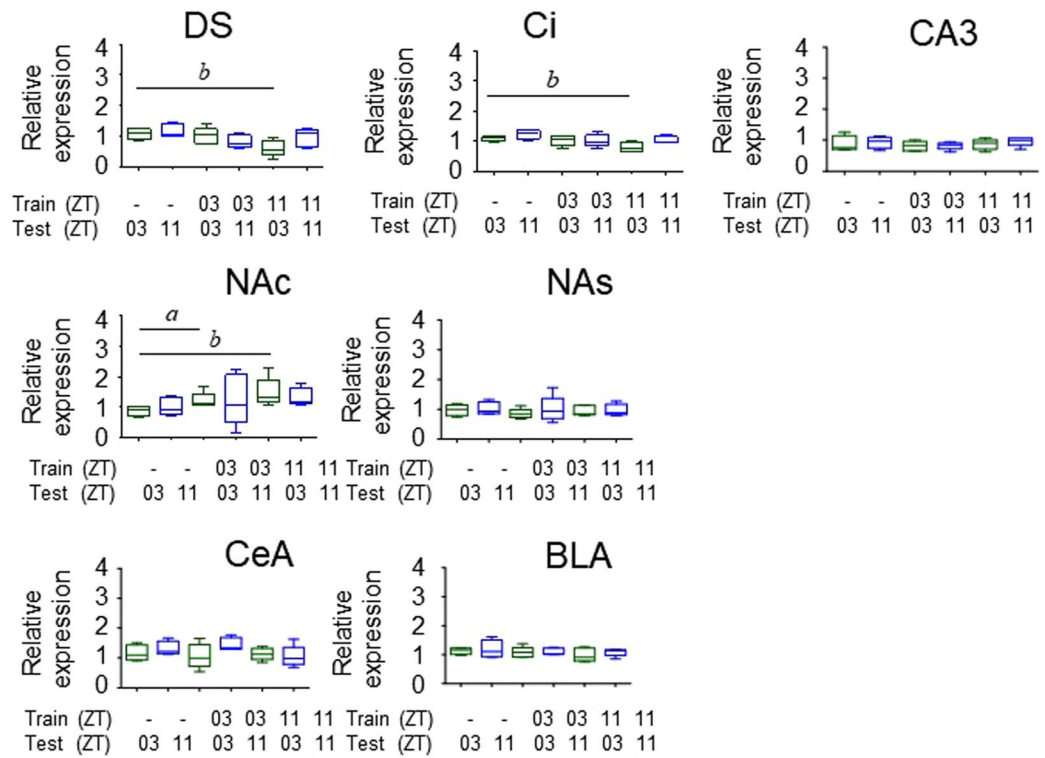 DS
Relative expression
4
3
2
1
0
b
Train (ZT) - - 03 03 11 11
Test (ZT) 03 11 03 11 03 11
Ci
Relative expression
4
3
2
1
0
b
- - 03 03 11 11
03 11 03 11 03 11
CA3
Relative expression
4
3
2
1
0
Train (ZT) - - 03 03 11 11
Test (ZT) 03 11 03 11 03 11
NAc
Relative expression
4
3
2
1
0
a
b
Train (ZT) - - 03 03 11 11
Test (ZT) 03 11 03 11 03 11
NAs
Relative expression
4
3
2
1
0
Train (ZT) - - 03 03 11 11
Test (ZT) 03 11 03 11 03 11
CeA
Relative expression
4
3
2
1
0
Train (ZT) - - 03 03 11 11
Test (ZT) 03 11 03 11 03 11
BLA
Relative expression
4
3
2
1
0
Train (ZT) - - 03 03 11 11
Test (ZT) 03 11 03 11 03 11